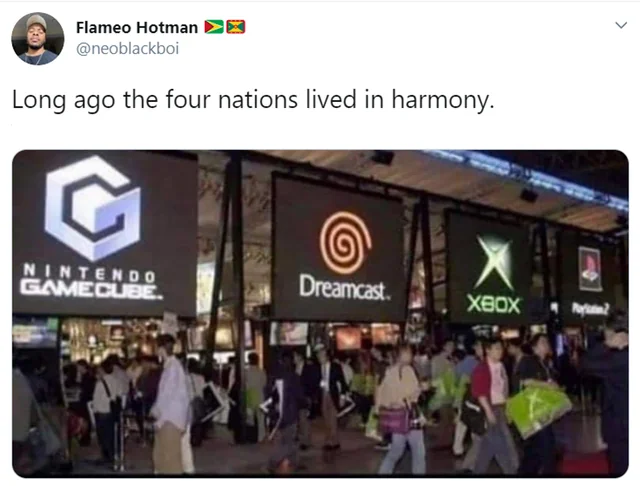 Flameo Hotman
@neoblackboi
Long ago the four nations lived in harmony.
NINTENDO
GAMECUBE.
Dreamcast.
XBOX
PlayStation 2